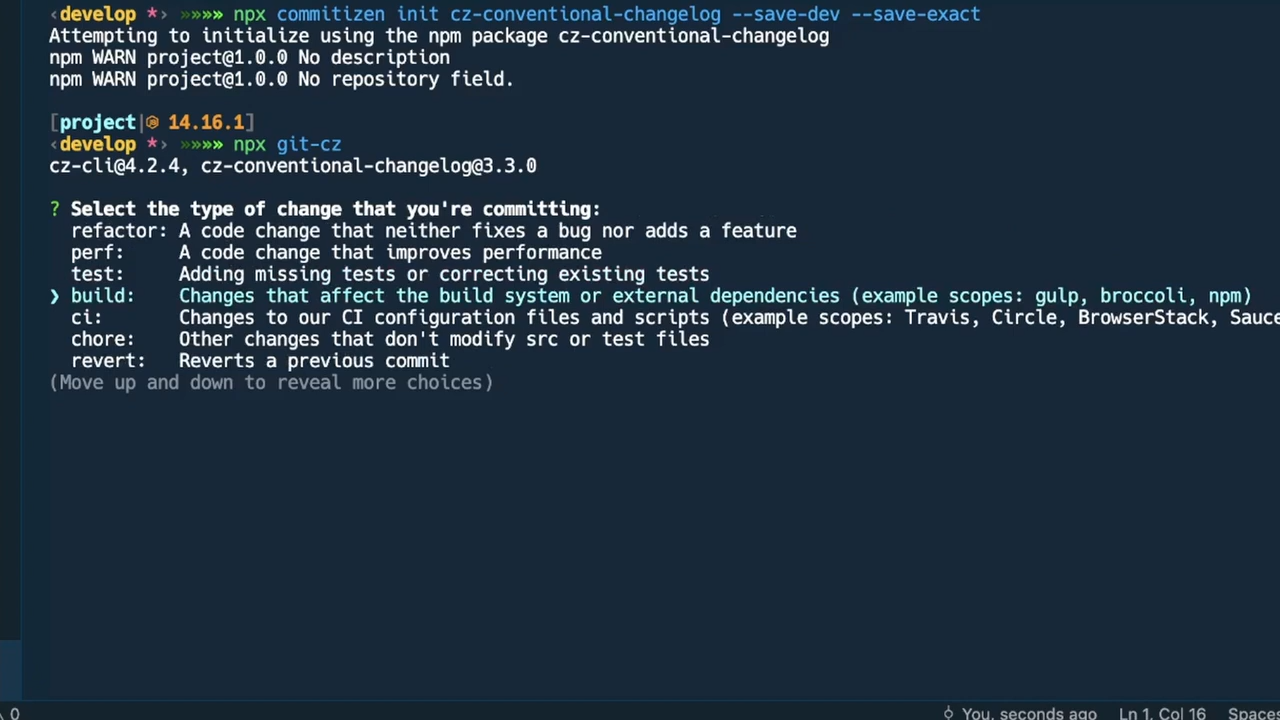 ‹develop *› »»»» npx commitizen init cz-conventional-changelog --save-dev --save-exact
Attempting to initialize using the npm package cz-conventional-changelog
npm WARN project@1.0.0 No description
npm WARN project@1.0.0 No repository field.
[project| 14.16.1]
‹develop *› »»»» npx git-cz
cz-cli@4.2.4, cz-conventional-changelog@3.3.0
? Select the type of change that you're committing:
refactor: A code change that neither fixes a bug nor adds a feature
perf: A code change that improves performance
test: Adding missing tests or correcting existing tests
❯ build: Changes that affect the build system or external dependencies (example scopes: gulp, broccoli, npm)
ci: Changes to our CI configuration files and scripts (example scopes: Travis, Circle, BrowserStack, Sauce
chore: Other changes that don't modify src or test files
revert: Reverts a previous commit
(Move up and down to reveal more choices)
0 You, seconds ago Ln 1, Col 16 Spaces